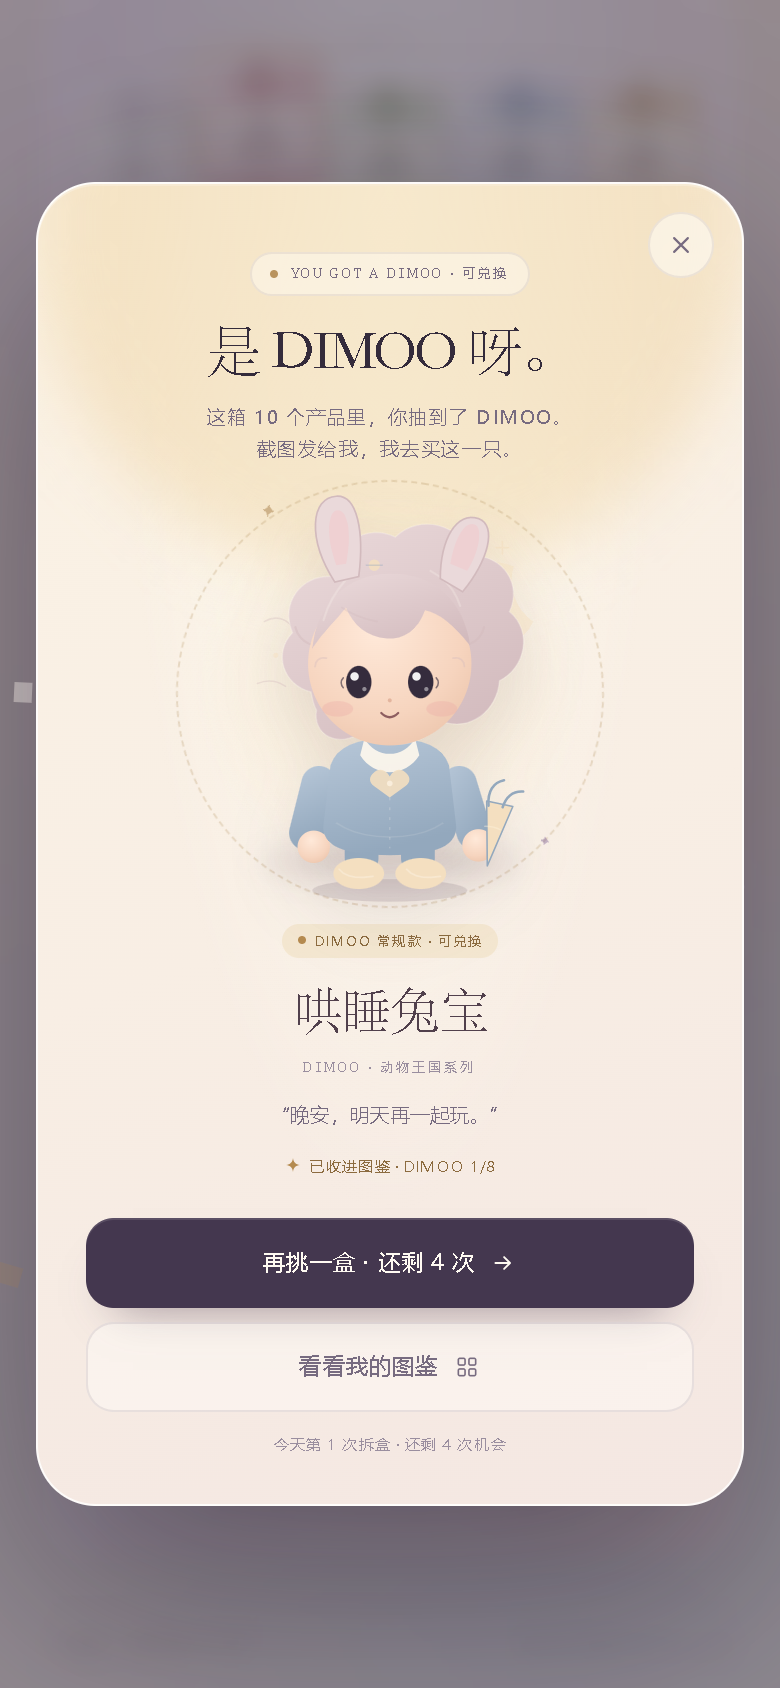 YOU GOT A DIMOO · 可兑换
是 DIMOO 呀。
这箱 10 个产品里，你抽到了 DIMOO。
截图发给我，我去买这一只。
DIMOO 常规款 · 可兑换
哄睡兔宝
DIMOO · 动物王国系列
“晚安，明天再一起玩。“
已收进图鉴 · DIMOO 1/8
再挑一盒 · 还剩 4 次 →
看看我的图鉴
今天第 1 次拆盒 · 还剩 4 次机会